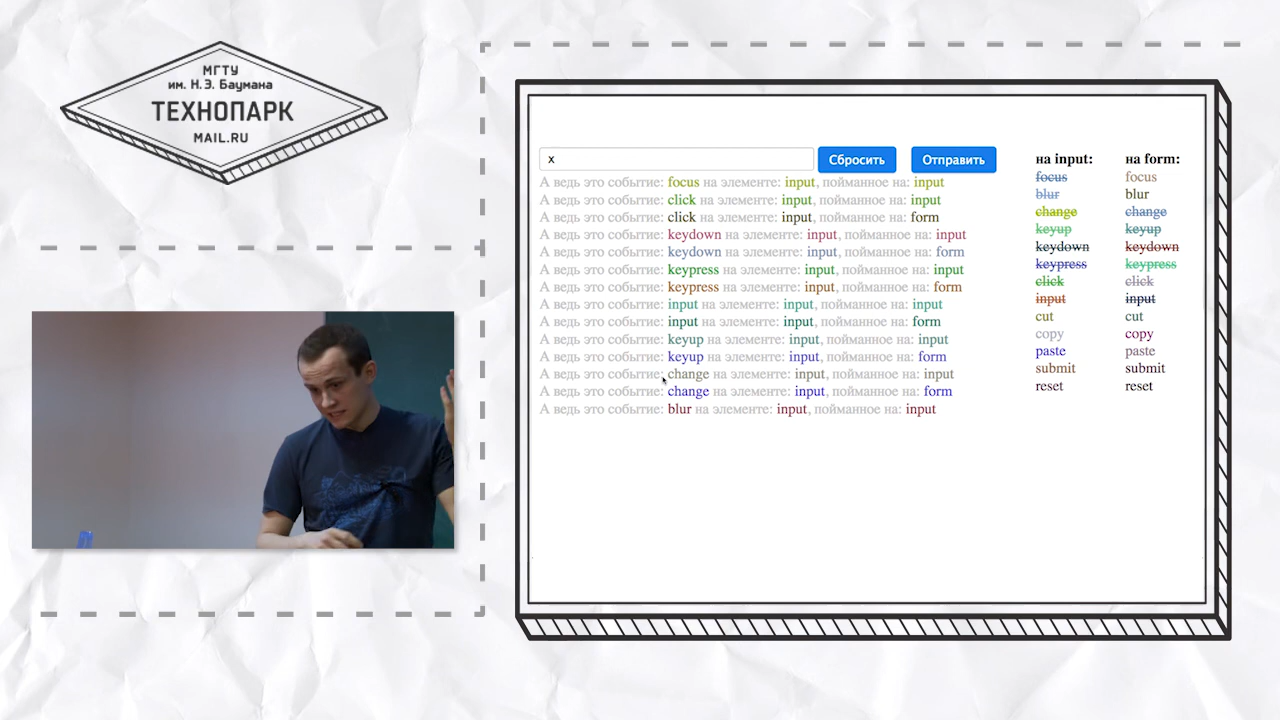 МГТУ
им. Н.Э. Баумана
ТЕХНОПАРК
MAIL.RU
x
Сбросить
Отправить
А ведь это событие: focus на элементе: input, пойманное на: input
А ведь это событие: click на элементе: input, пойманное на: input
А ведь это событие: click на элементе: input, пойманное на: form
А ведь это событие: keydown на элементе: input, пойманное на: input
А ведь это событие: keydown на элементе: input, пойманное на: form
А ведь это событие: keypress на элементе: input, пойманное на: input
А ведь это событие: keypress на элементе: input, пойманное на: form
А ведь это событие: input на элементе: input, пойманное на: input
А ведь это событие: input на элементе: input, пойманное на: form
А ведь это событие: keyup на элементе: input, пойманное на: input
А ведь это событие: keyup на элементе: input, пойманное на: form
А ведь это событие: change на элементе: input, пойманное на: input
А ведь это событие: change на элементе: input, пойманное на: form
А ведь это событие: blur на элементе: input, пойманное на: input
на input:
focus
blur
change
keyup
keydown
keypress
click
input
cut
copy
paste
submit
reset
на form:
focus
blur
change
keyup
keydown
keypress
click
input
cut
copy
paste
submit
reset